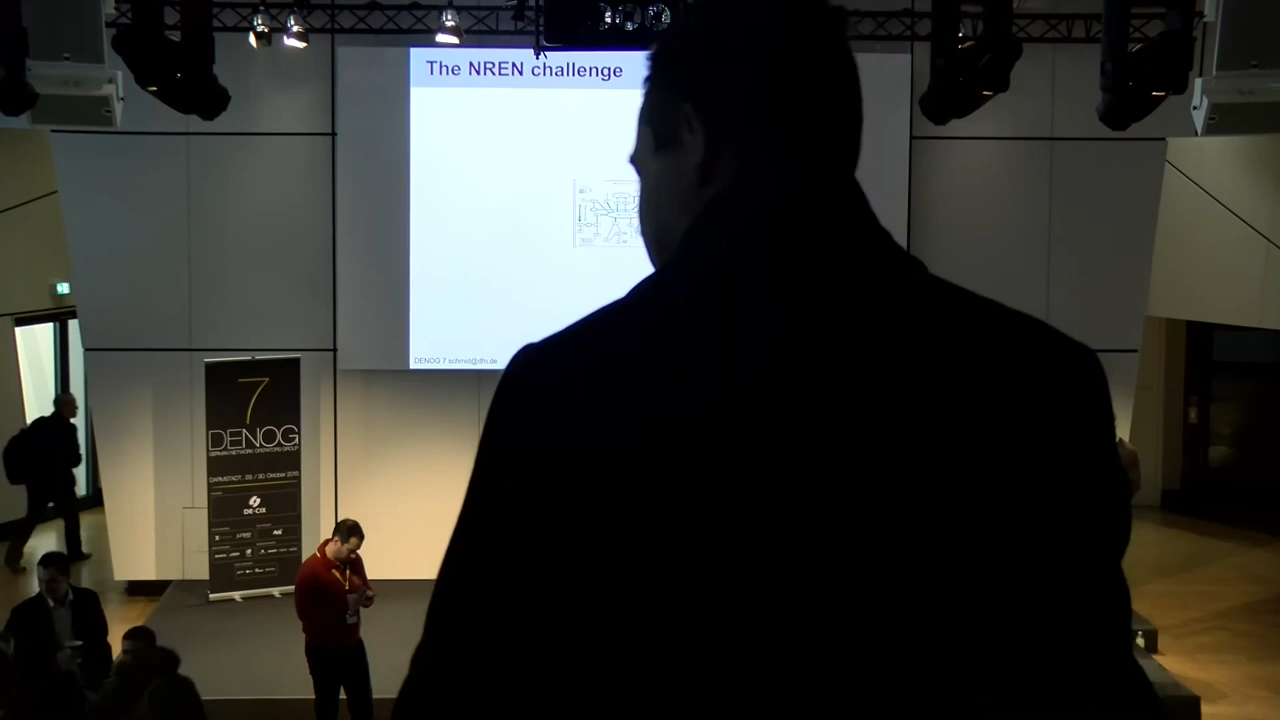 The NREN challenge
DENOG 7 schmid@dfn.de
7
DENOG
GERMAN NETWORK OPERATORS GROUP
DARMSTADT, 29. / 30. Oktober 2015
DE-CIX